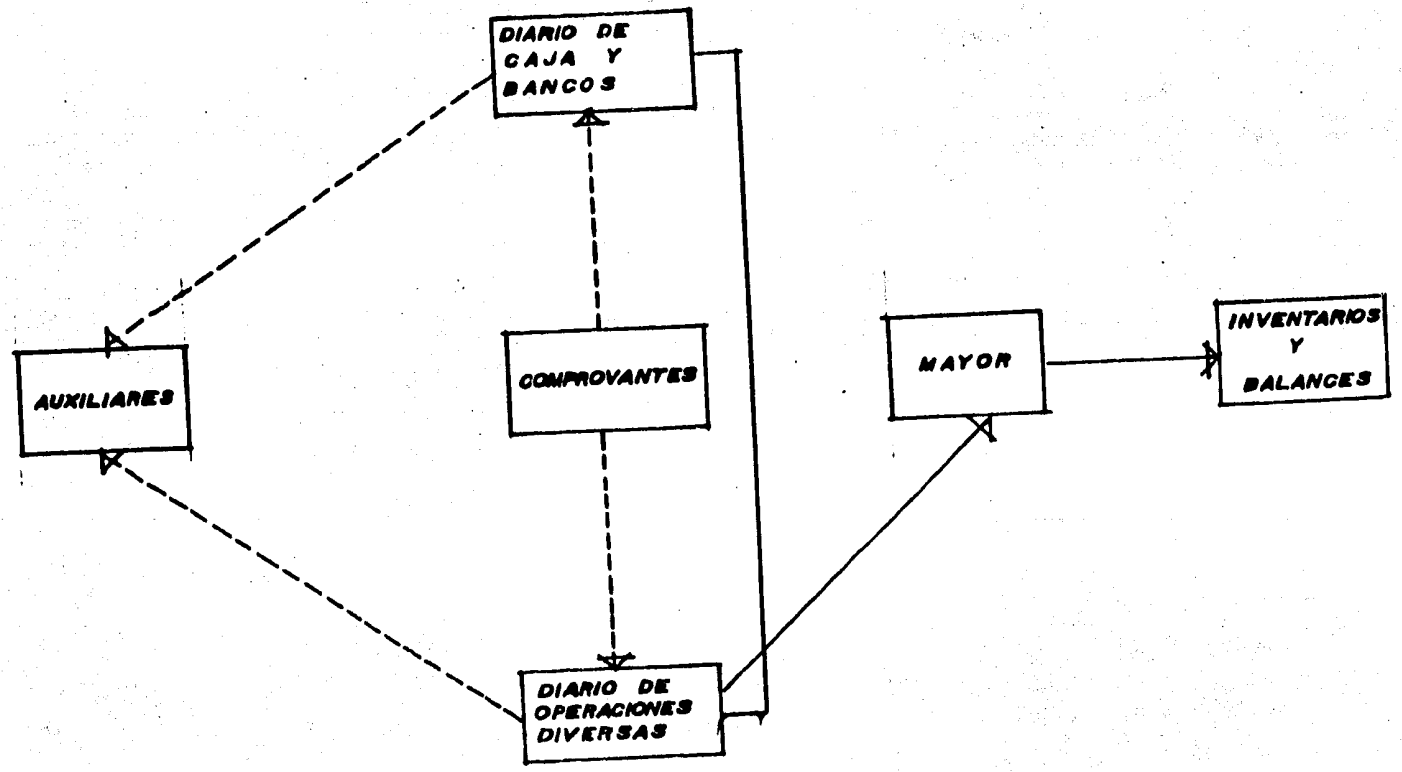 DIARIO DE
CAJA Y
BANCOS
AUXILIARES
COMPROVANTES
MAYOR
INVENTARIOS
Y
BALANCES
DIARIO DE
OPERACIONES
DIVERSAS